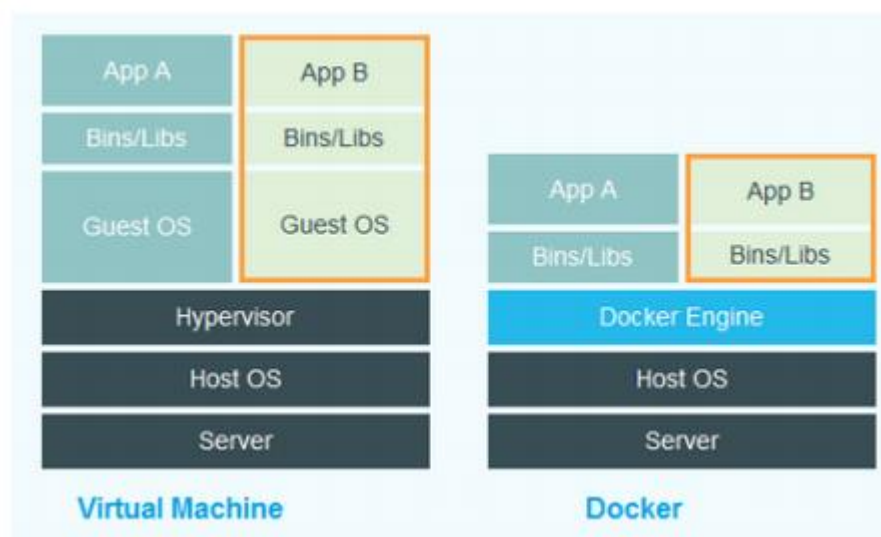 App A
App B
Bins/Libs
Bins/Libs
Guest OS
Guest OS
Hypervisor
Host OS
Server
Virtual Machine
App A
App B
Bins/Libs
Bins/Libs
Docker Engine
Host OS
Server
Docker